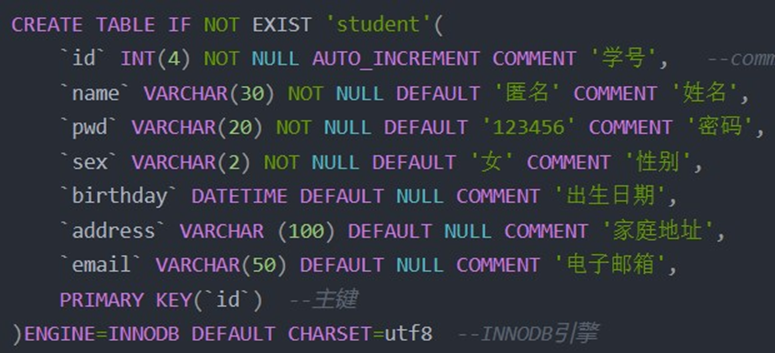 CREATE TABLE IF NOT EXIST 'student'(
`id` INT(4) NOT NULL AUTO_INCREMENT COMMENT '学号', --comm
`name` VARCHAR(30) NOT NULL DEFAULT '匿名' COMMENT '姓名',
`pwd` VARCHAR(20) NOT NULL DEFAULT '123456' COMMENT '密码',
`sex` VARCHAR(2) NOT NULL DEFAULT '女' COMMENT '性别',
`birthday` DATETIME DEFAULT NULL COMMENT '出生日期',
`address` VARCHAR (100) DEFAULT NULL COMMENT '家庭地址',
`email` VARCHAR(50) DEFAULT NULL COMMENT '电子邮箱',
PRIMARY KEY(`id`) --主键
)ENGINE=INNODB DEFAULT CHARSET=utf8 --INNODB引擎